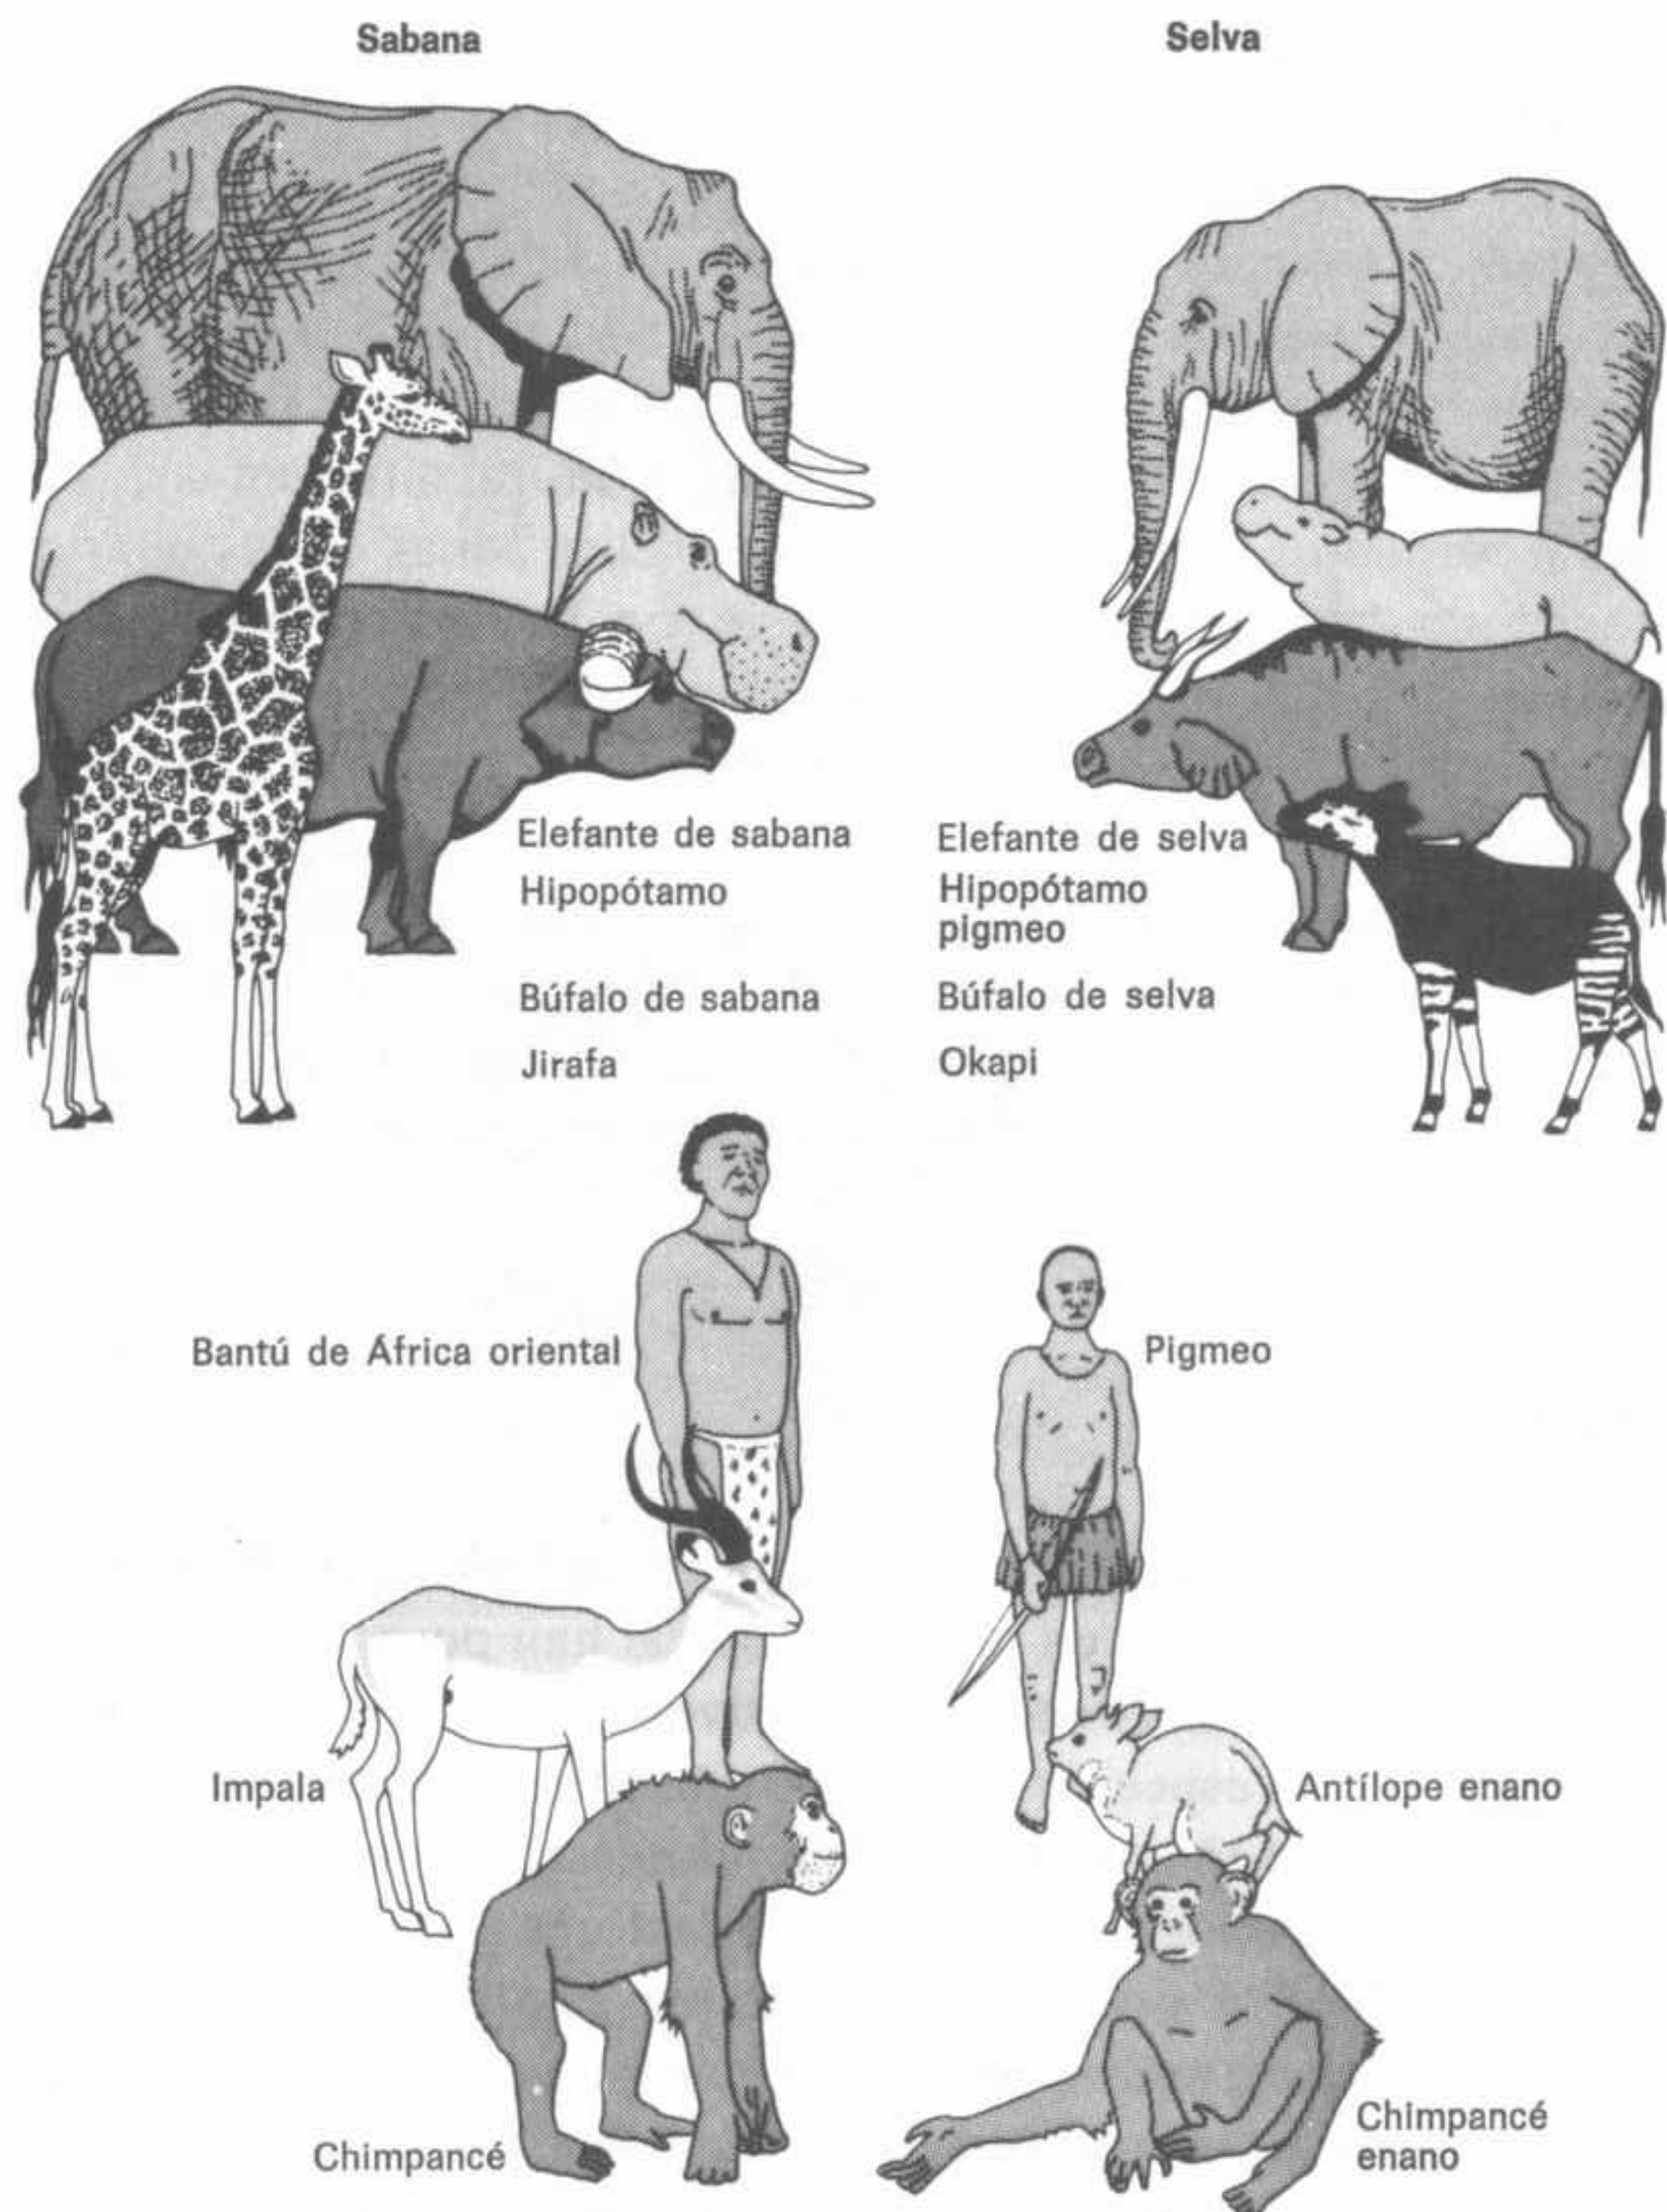 Sabana
Selva
Elefante de sabana
Hipopótamo
Búfalo de sabana
Jirafa
Elefante de selva
Hipopótamo
pigmeo
Búfalo de selva
Okapi
Bantú de África oriental
Pigmeo
Impala
Antílope enano
Chimpancé
Chimpancé
enano